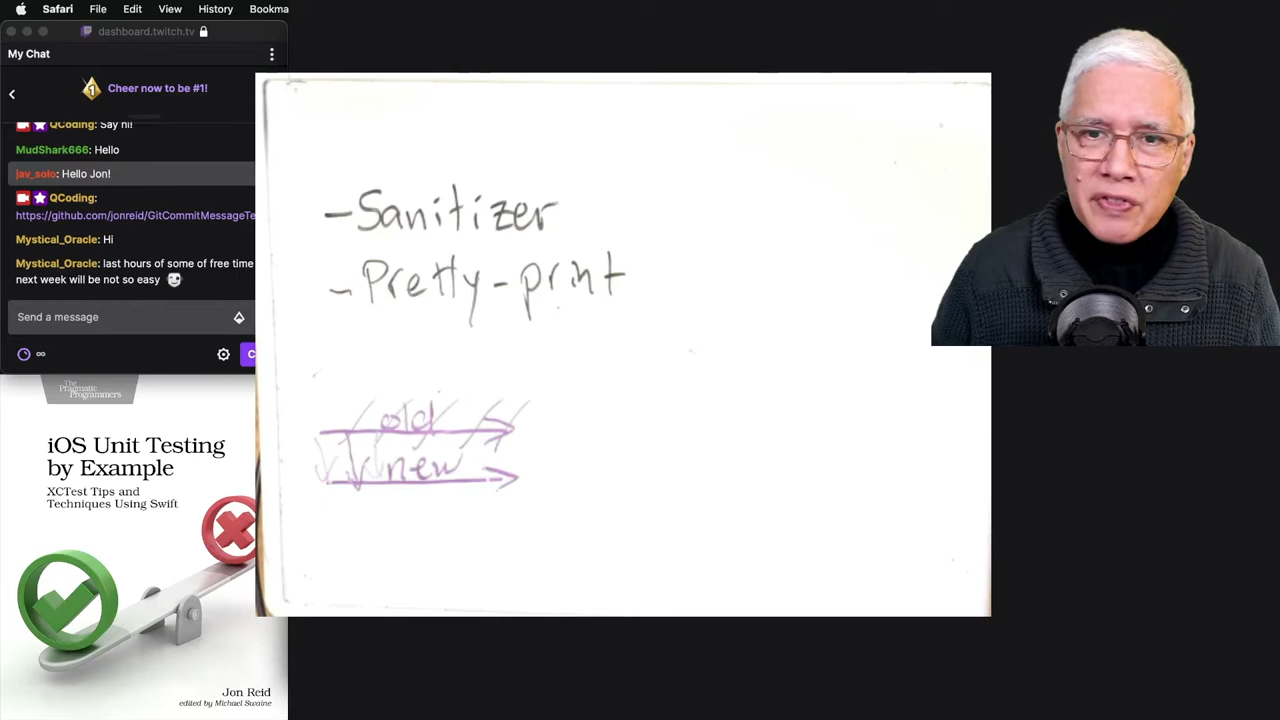 Safari File Edit View History Bookma
dashboard.twitch.tv
My Chat
1
Cheer now to be #1!
QCoding: Say hi!
MudShark666: Hello
jav_solo: Hello Jon!
QCoding:
https://github.com/jonreid/GitCommitMessageTe
Mystical_Oracle: Hi
Mystical_Oracle: last hours of some of free time
next week will be not so easy
Send a message
C
The
Pragmatic
Programmers
iOS Unit Testing
by Example
XCTest Tips and
Techniques Using Swift
Jon Reid
edited by Michael Swaine
- Sanitizer
- Pretty-print
old
new